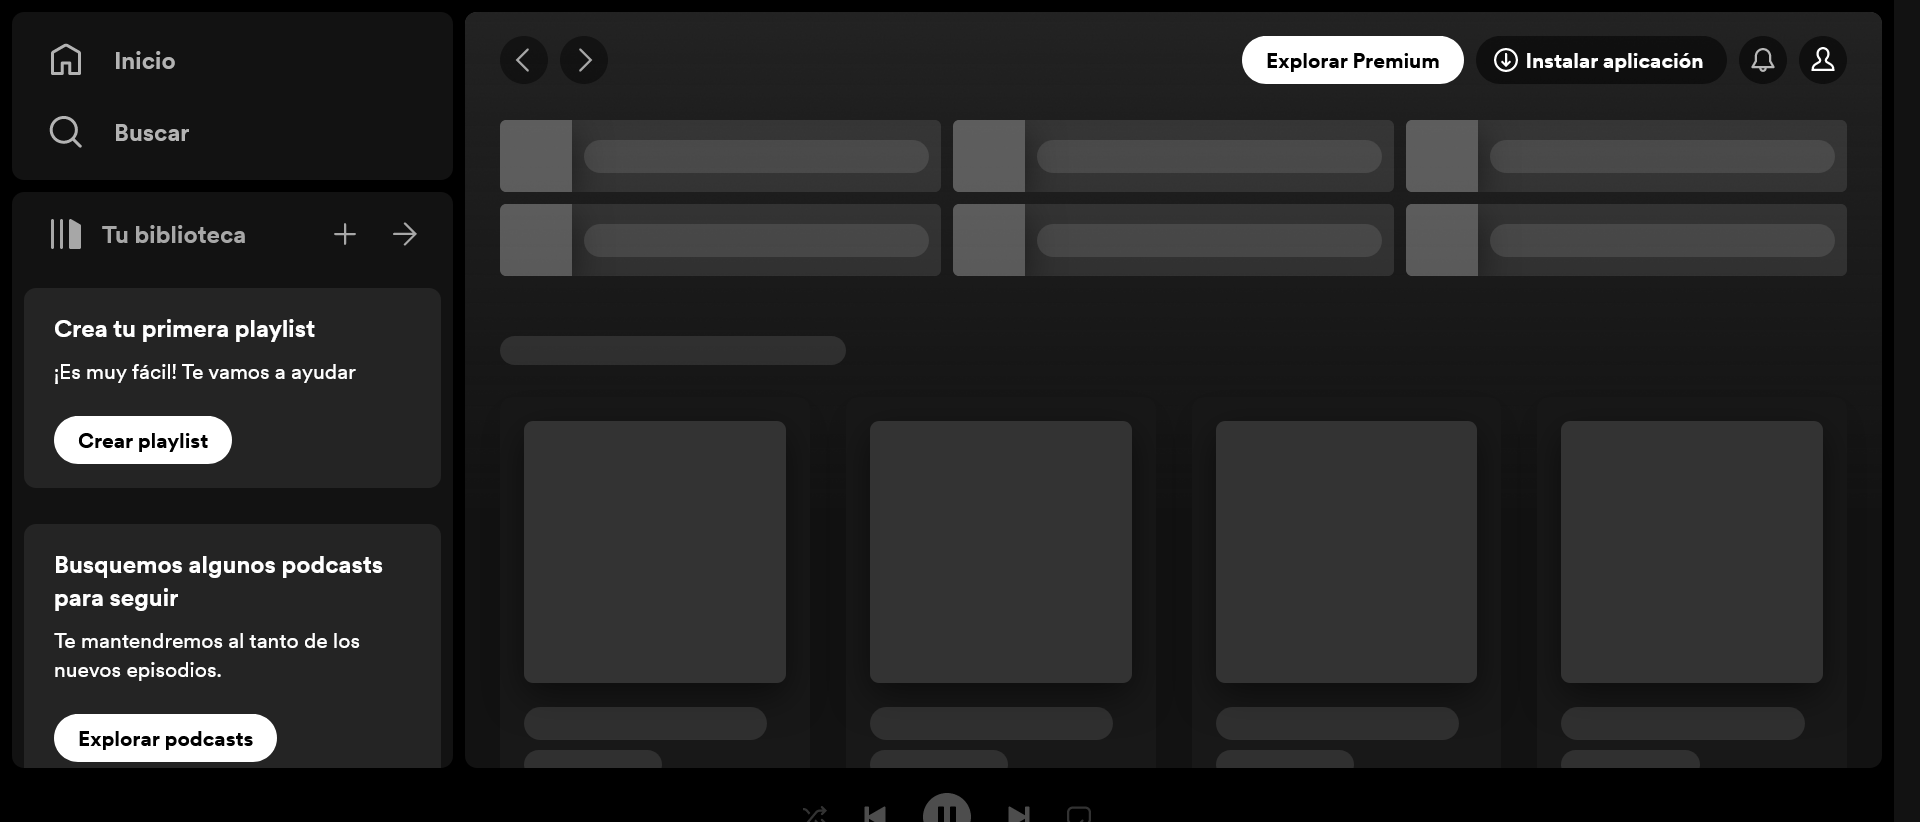 Inicio
Buscar
Tu biblioteca
Crea tu primera playlist
¡Es muy fácil! Te vamos a ayudar
Crear playlist
Busquemos algunos podcasts
para seguir
Te mantendremos al tanto de los
nuevos episodios.
Explorar podcasts
Explorar Premium
Instalar aplicación